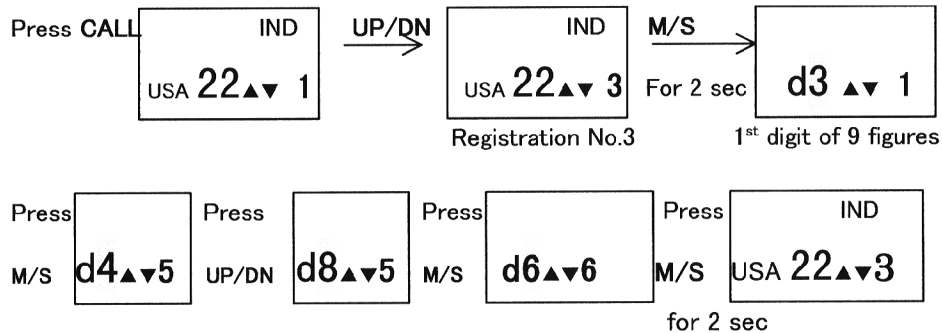 Press CALL IND UP/DN IND M/S
USA 22▲▼ 1 USA 22▲▼ 3 For 2 sec d3 ▲▼ 1
Registration No.3 1st digit of 9 figures
Press Press Press Press IND
M/S d4▲▼5 UP/DN d8▲▼5 M/S d6▲▼6 M/S USA 22▲▼3
for 2 sec